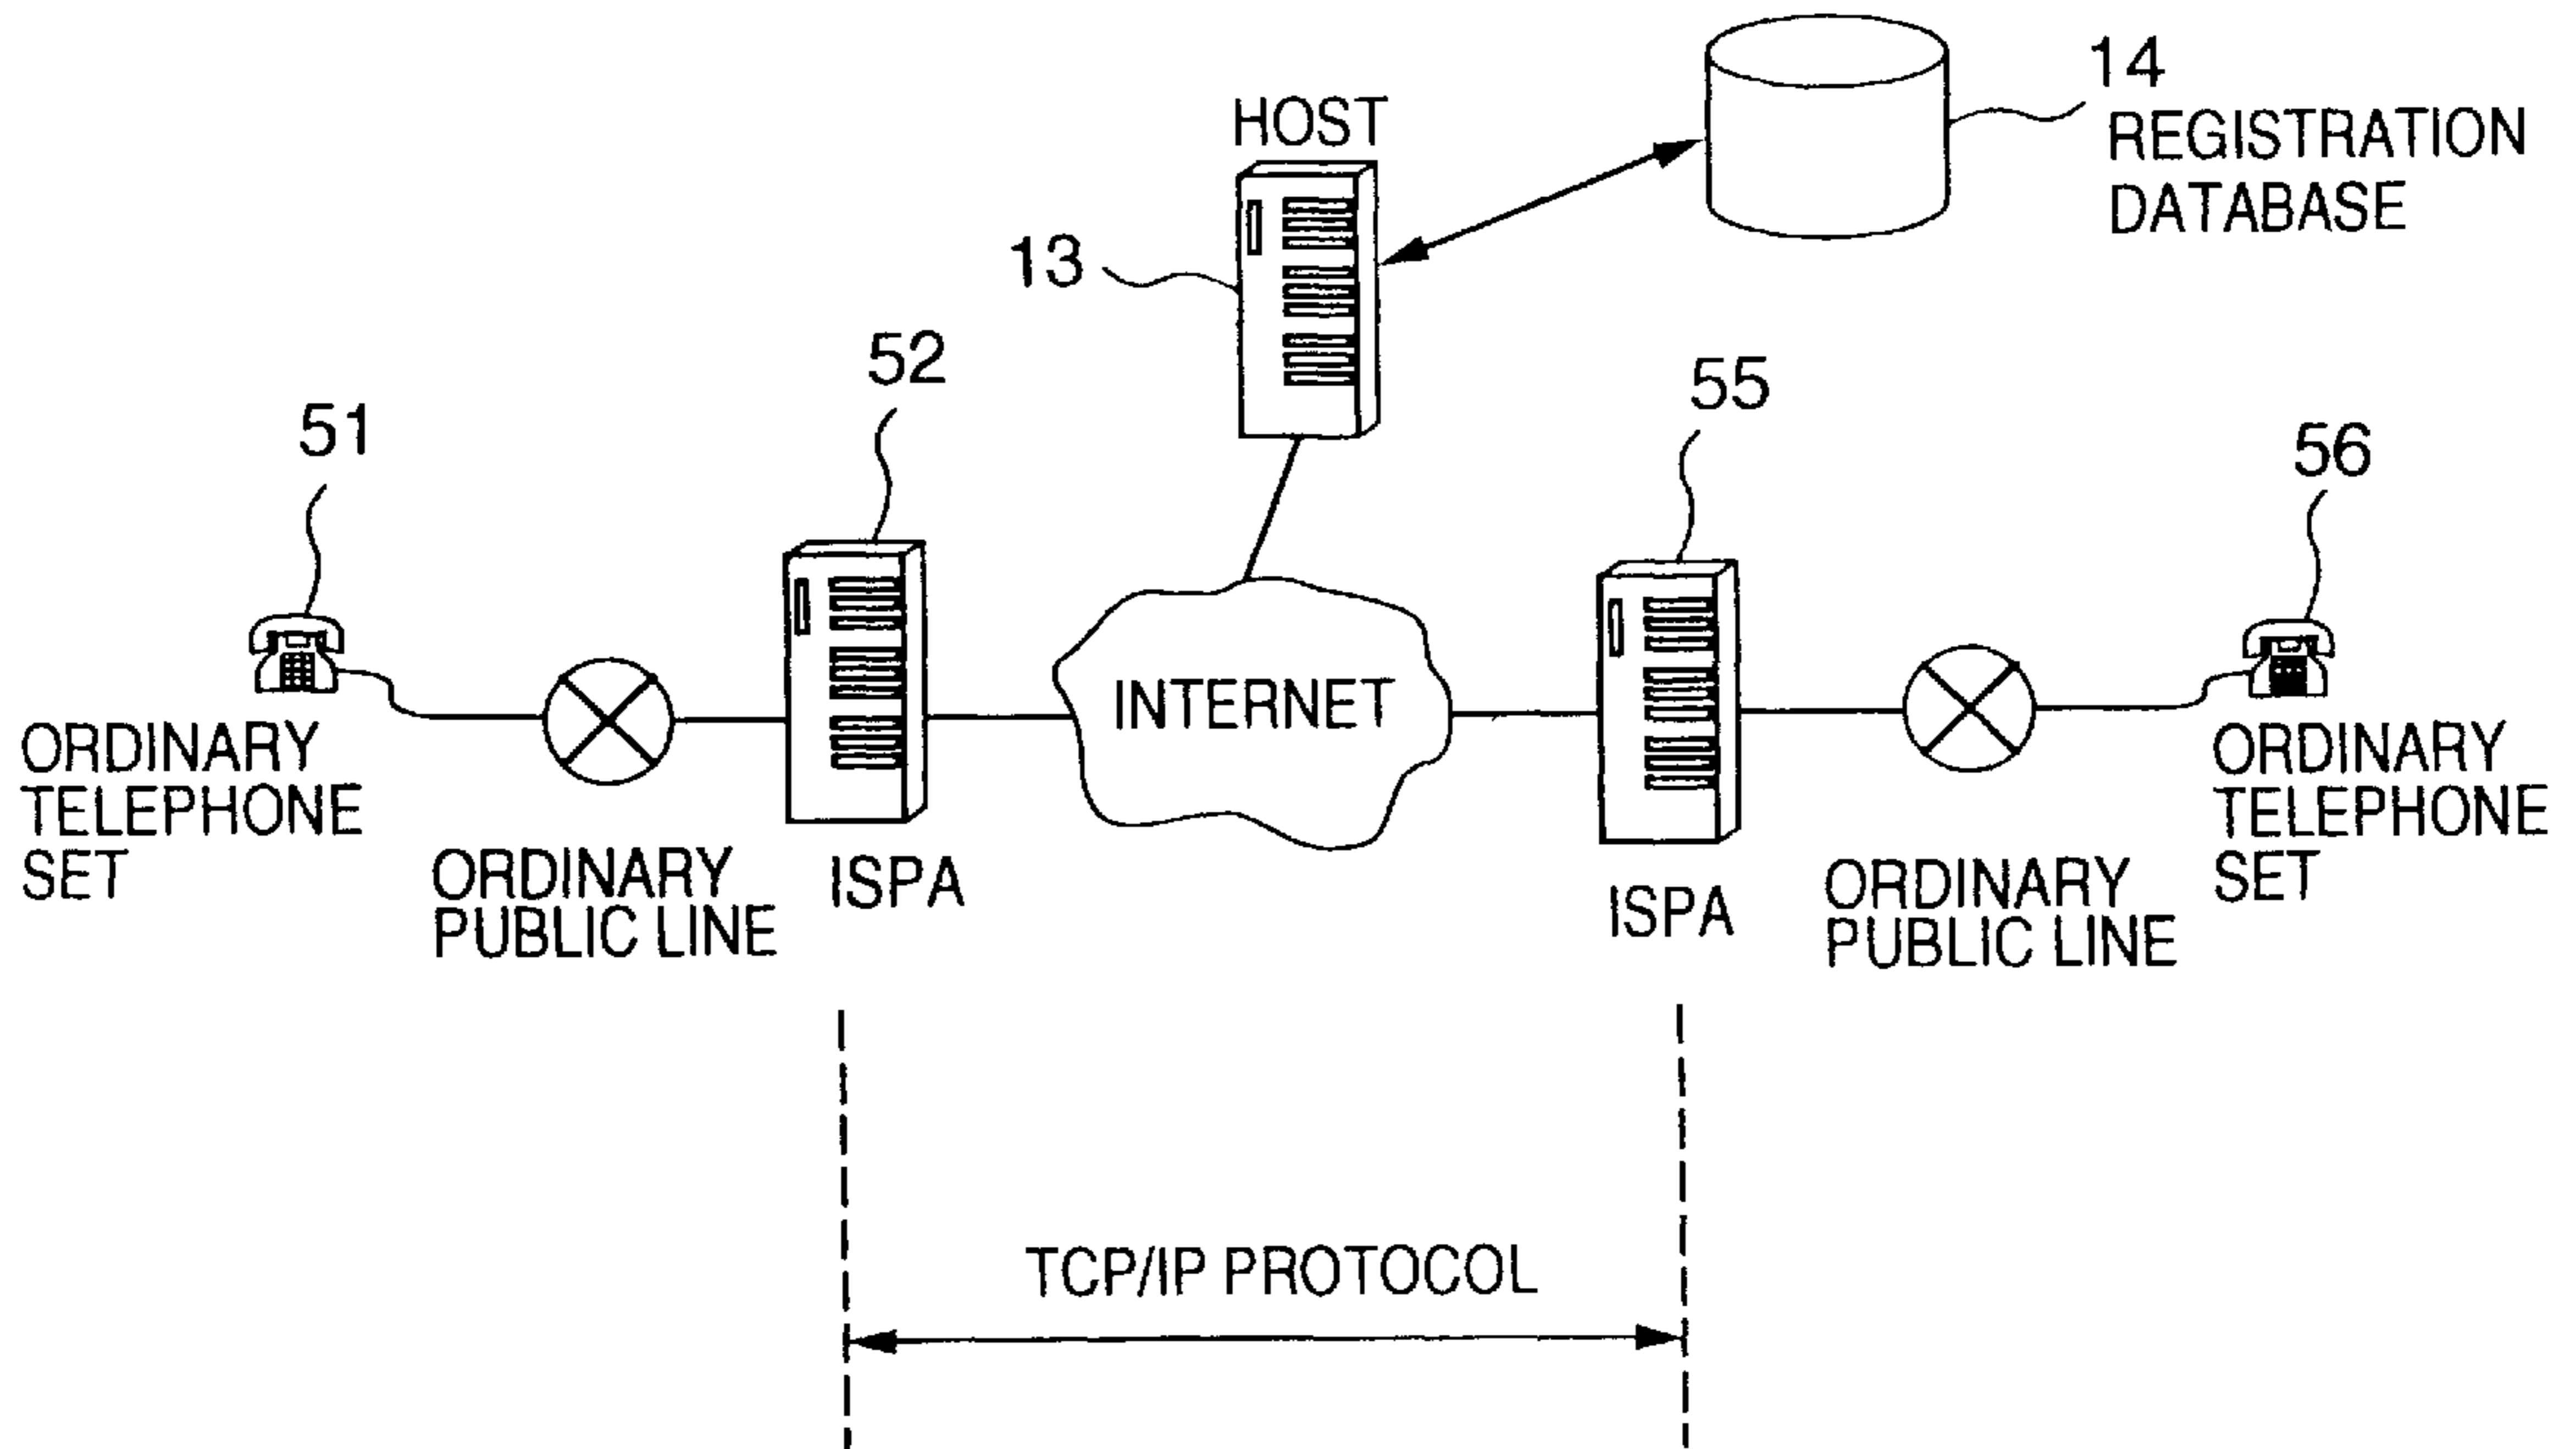 14
REGISTRATION
DATABASE
HOST
13
52
55
51
56
INTERNET
ORDINARY
TELEPHONE
SET
ORDINARY
PUBLIC LINE
ISPA
ISPA
ORDINARY
PUBLIC LINE
ORDINARY
TELEPHONE
SET
TCP/IP PROTOCOL